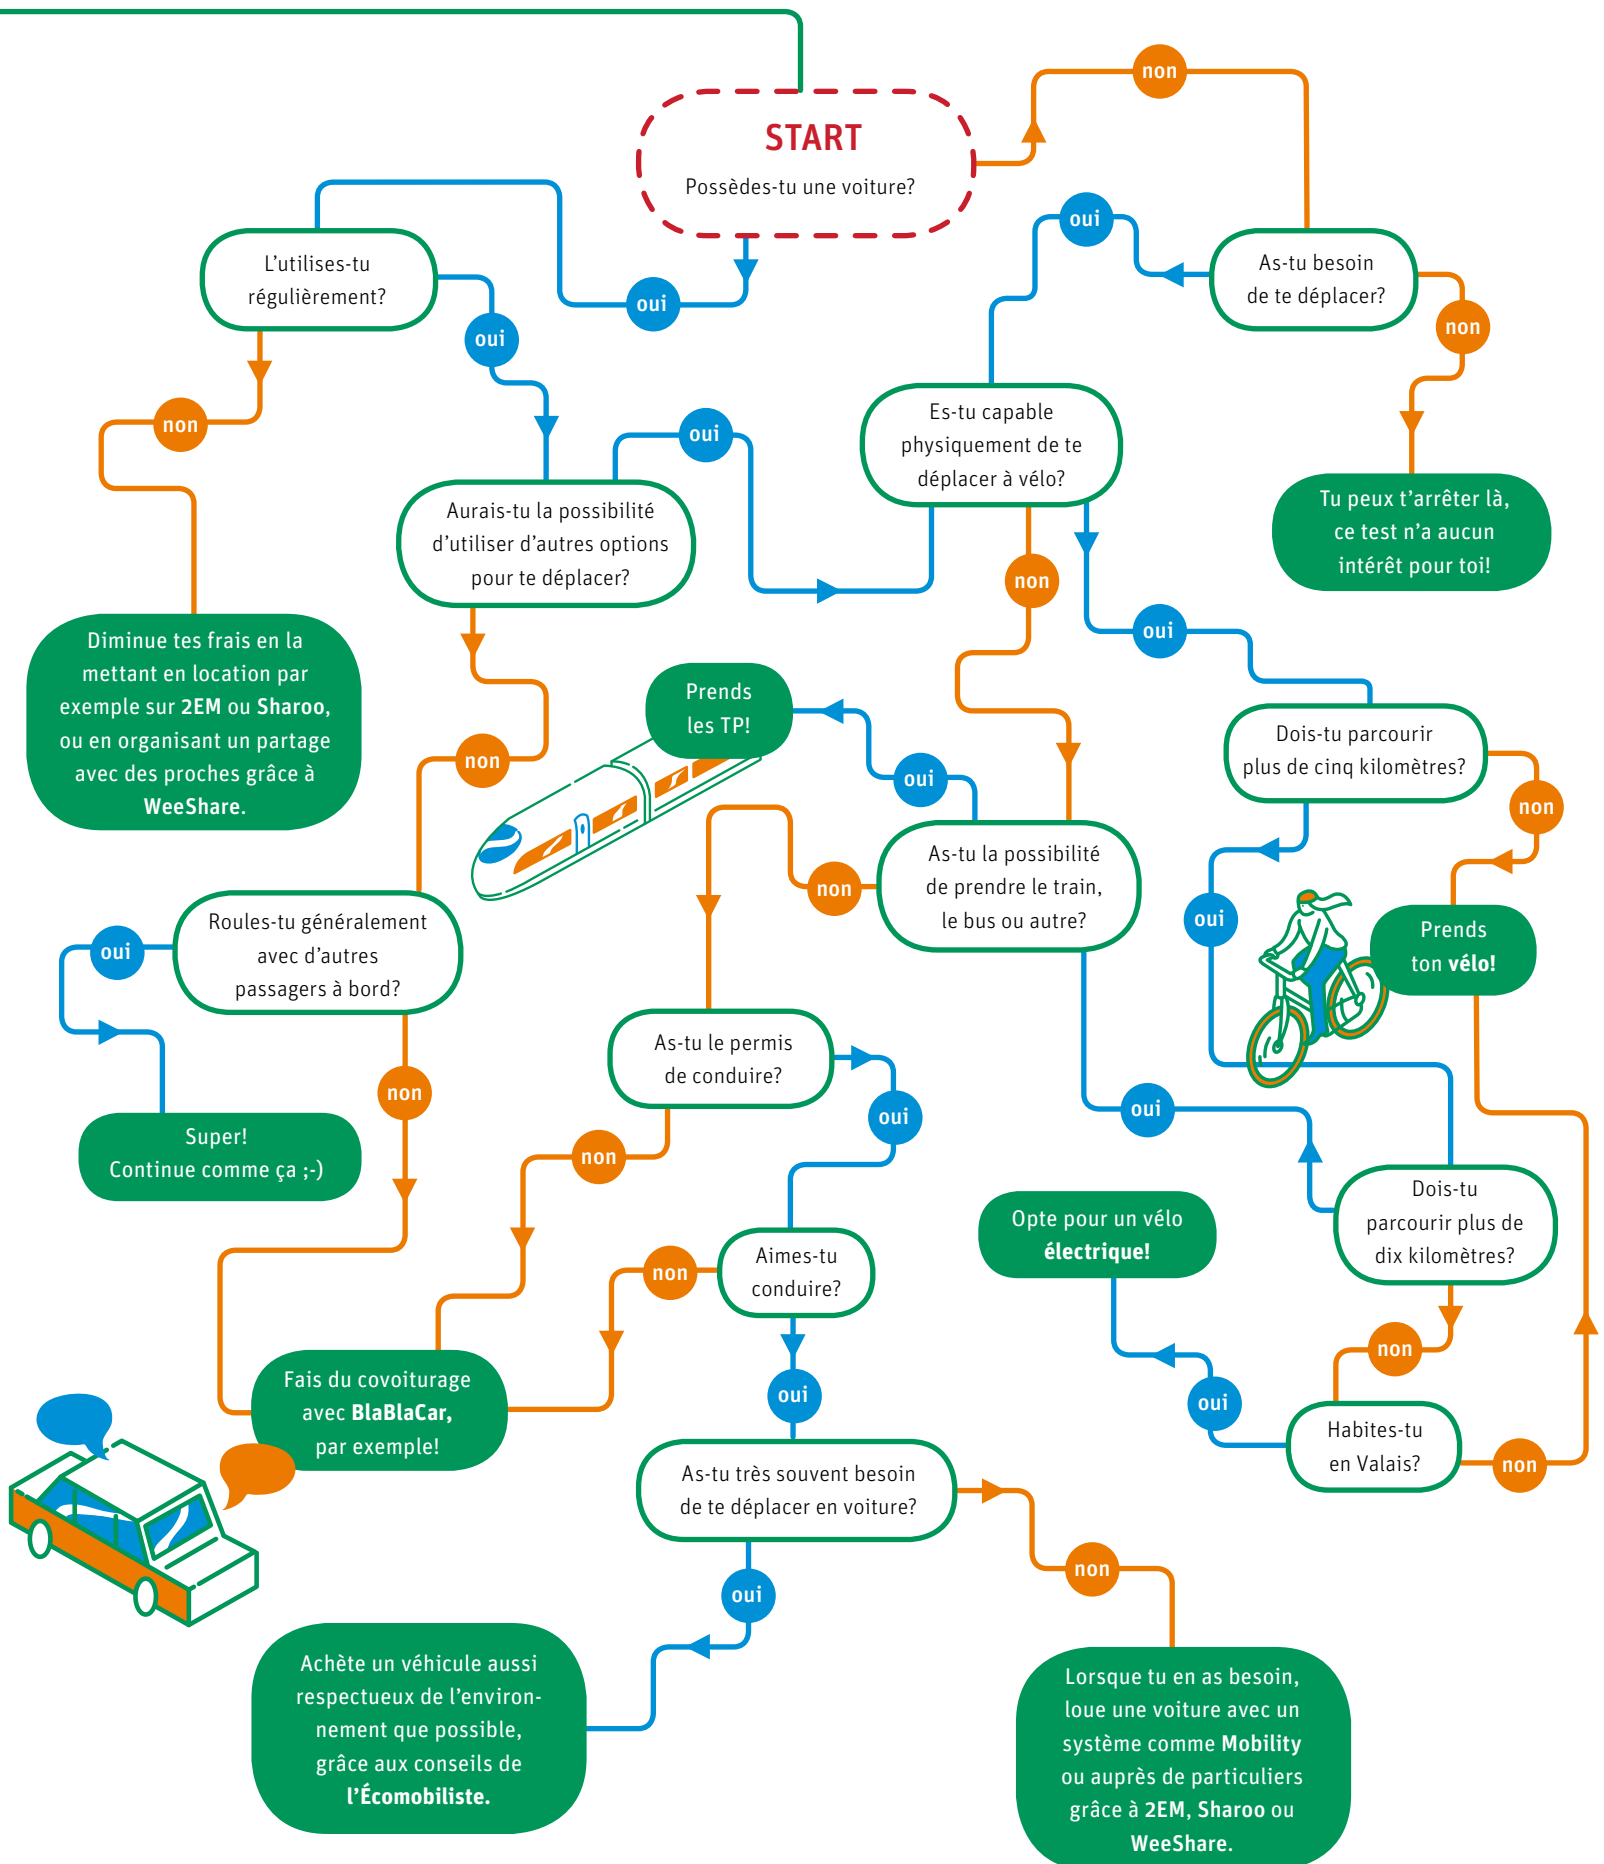 START
Possèdes-tu une voiture?
non
oui
L'utilises-tu
régulièrement?
oui
non
oui
As-tu besoin
de te déplacer?
non
Tu peux t'arrêter là,
ce test n'a aucun
intérêt pour toi!
Es-tu capable
physiquement de te
déplacer à vélo?
oui
Aurais-tu la possibilité
d'utiliser d'autres options
pour te déplacer?
non
oui
Diminue tes frais en la
mettant en location par
exemple sur 2EM ou Sharoo,
ou en organisant un partage
avec des proches grâce à
WeeShare.
Prends
les TP!
non
oui
Dois-tu parcourir
plus de cinq kilomètres?
non
oui
As-tu la possibilité
de prendre le train,
le bus ou autre?
non
Prends
ton vélo!
Roules-tu généralement
avec d'autres
passagers à bord?
oui
non
Super!
Continue comme ça ;-)
As-tu le permis
de conduire?
oui
non
oui
Dois-tu
parcourir plus de
dix kilomètres?
non
Opte pour un vélo
électrique!
oui
Habites-tu
en Valais?
non
Aimes-tu
conduire?
non
oui
Fais du covoiturage
avec BlaBlaCar,
par exemple!
As-tu très souvent besoin
de te déplacer en voiture?
oui
non
Achète un véhicule aussi
respectueux de l'environ-
nement que possible,
grâce aux conseils de
l'Écomobiliste.
Lorsque tu en as besoin,
loue une voiture avec un
système comme Mobility
ou auprès de particuliers
grâce à 2EM, Sharoo ou
WeeShare.